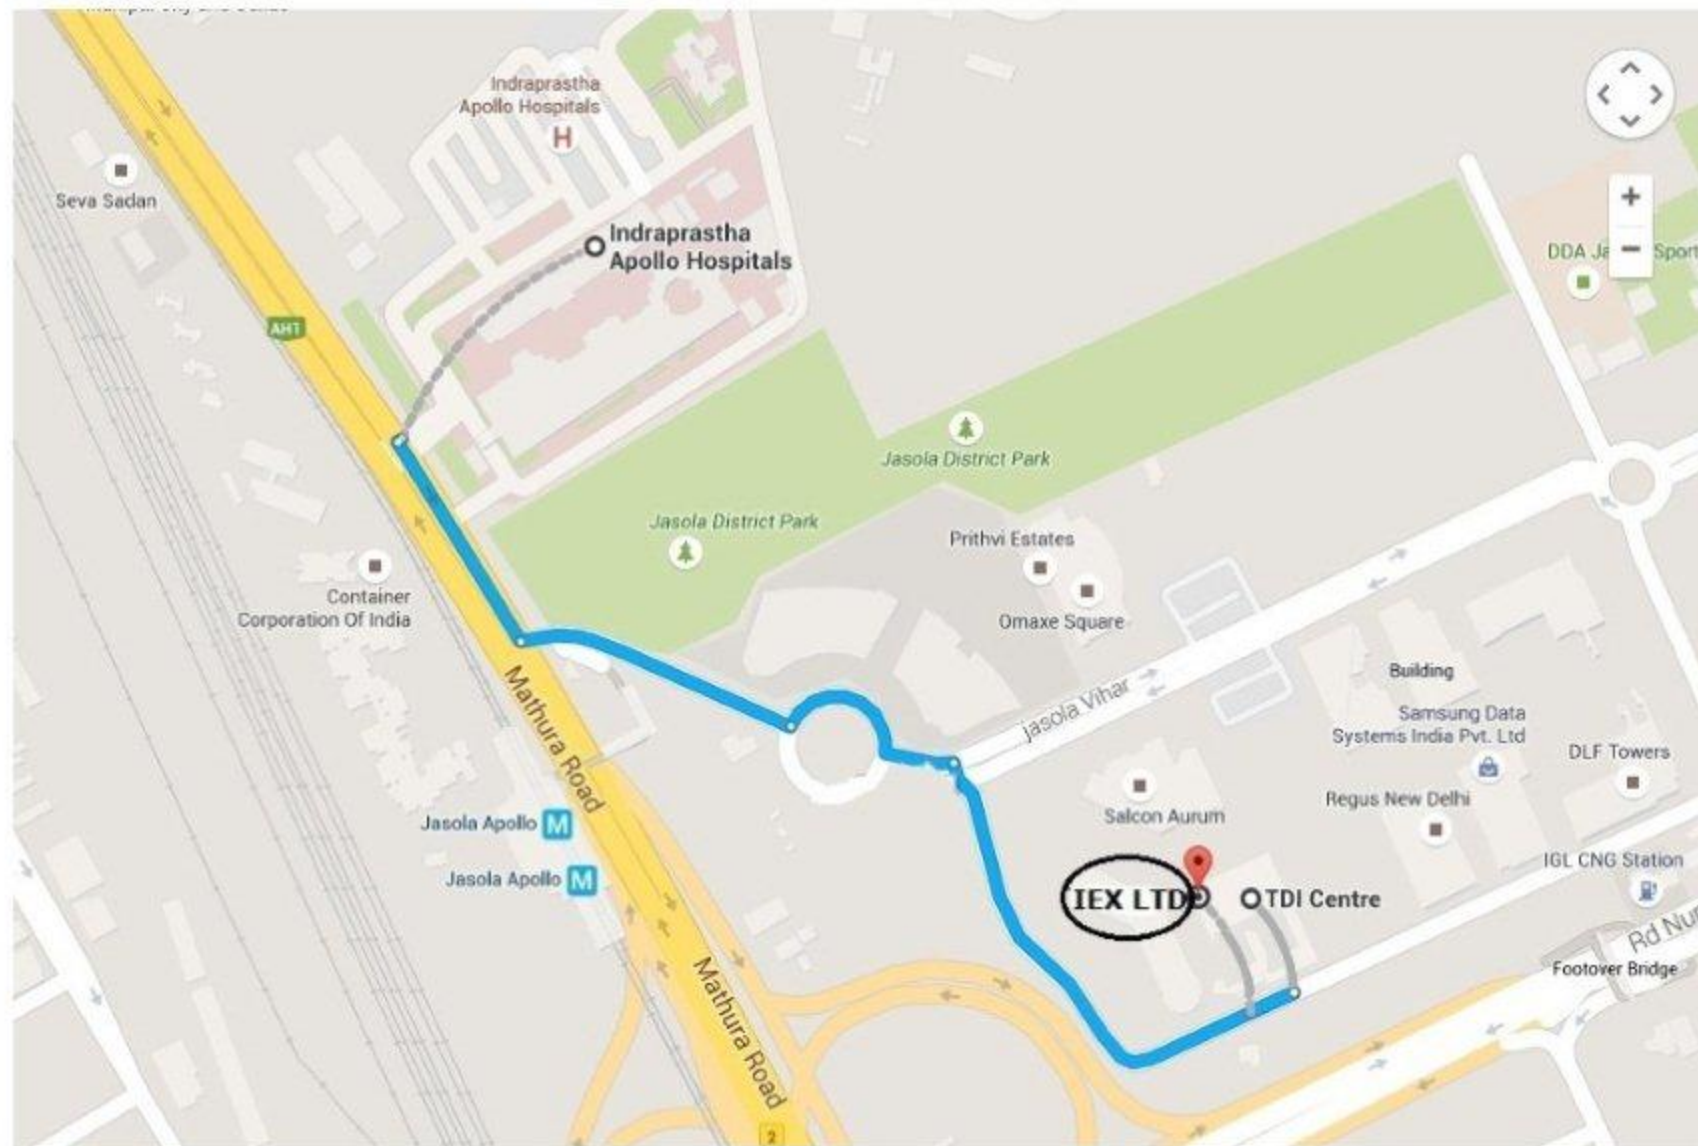 Indraprastha
Apollo Hospitals
H
Seva Sadan
Indraprastha
Apollo Hospitals
+
−
DDA Ja
Sport
AH1
Jasola District Park
Jasola District Park
Prithvi Estates
Container
Corporation Of India
Omaxe Square
Building
Mathura Road
jasola Vihar
Samsung Data
Systems India Pvt. Ltd
DLF Towers
Regus New Delhi
Salcon Aurum
Jasola Apollo M
IGL CNG Station
Jasola Apollo M
IEX LTD
TDI Centre
Rd Nu
Footover Bridge
Mathura Road
2